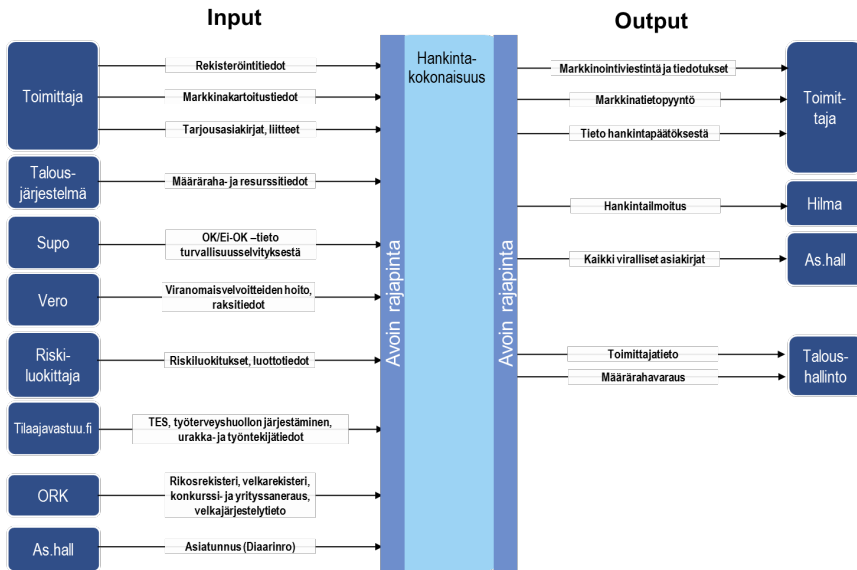 Input
Output
Toimittaja
Rekisteröintitiedot
Markkinakartoitustiedot
Tarjousasiakirjat, liitteet
Talous-
järjestelmä
Määräraha- ja resurssitiedot
Supo
OK/Ei-OK –tieto
turvallisuusselvityksestä
Vero
Viranomaisvelvoitteiden hoito,
raksitiedot
Riski-
luokittaja
Riskiluokitukset, luottotiedot
Tilaajavastuu.fi
TES, työterveyshuollon järjestäminen,
urakka- ja työntekijätiedot
ORK
Rikosrekisteri, velkarekisteri,
konkurssi- ja yrityssaneraus,
velkajärjestelytieto
As.hall
Asiatunnus (Diaarinro)
Avoin rajapinta
Hankinta-
kokonaisuus
Avoin rajapinta
Markkinointiviestintä ja tiedotukset
Markkinatietopyyntö
Tieto hankintapäätöksestä
Toimit-
taja
Hankintailmoitus
Hilma
Kaikki viralliset asiakirjat
As.hall
Toimittajatieto
Määrärahavaraus
Talous-
hallinto